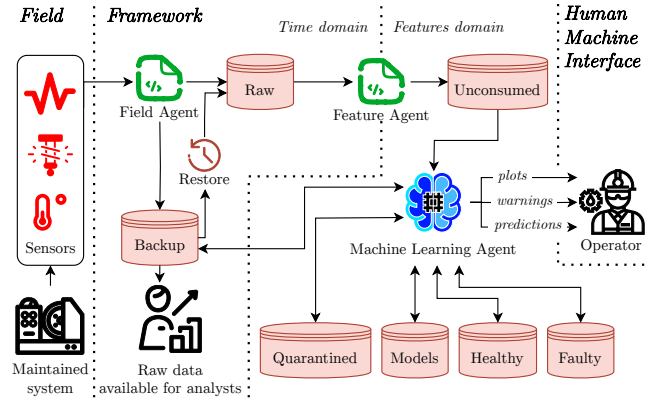 Field
Framework
Human
Machine
Interface
Time domain
Features domain
</>
Field Agent
Raw
</>
Feature Agent
Unconsumed
Restore
Sensors
Backup
plots
warnings
predictions
Operator
Machine Learning Agent
Maintained
system
Raw data
available for analysts
Quarantined
Models
Healthy
Faulty